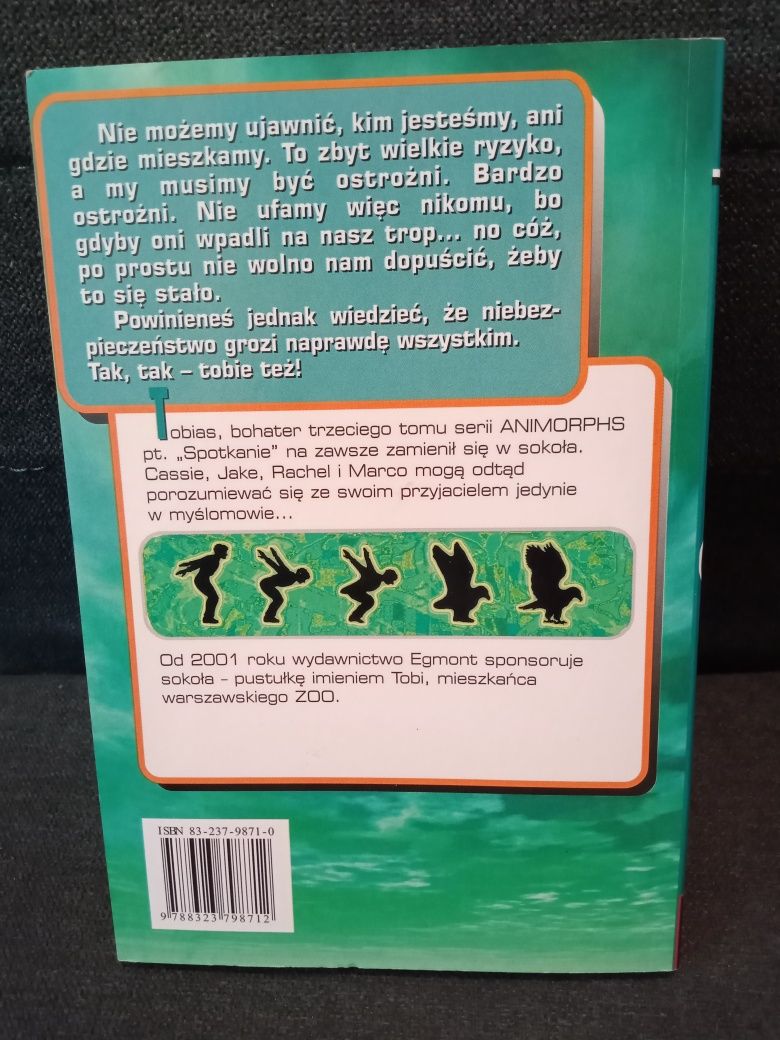 Nie możemy ujawnić, kim jesteśmy, ani
gdzie mieszkamy. To zbyt wielkie ryzyko,
a my musimy być ostrożni. Bardzo
ostrożni. Nie ufamy więc nikomu, bo
gdyby oni wpadli na nasz trop... no cóż,
po prostu nie wolno nam dopuścić, żeby
to się stało.
Powinieneś jednak wiedzieć, że niebez-
pieczeństwo grozi naprawdę wszystkim.
Tak, tak – tobie też!
Tobias, bohater trzeciego tomu serii ANIMORPHS
pt. „Spotkanie” na zawsze zamienił się w sokoła.
Cassie, Jake, Rachel i Marco mogą odtąd
porozumiewać się ze swoim przyjacielem jedynie
w myślomowie...
Od 2001 roku wydawnictwo Egmont sponsoruje
sokoła – pustułkę imieniem Tobi, mieszkańca
warszawskiego ZOO.
ISBN 83-237-9871-0
9 788323 798712